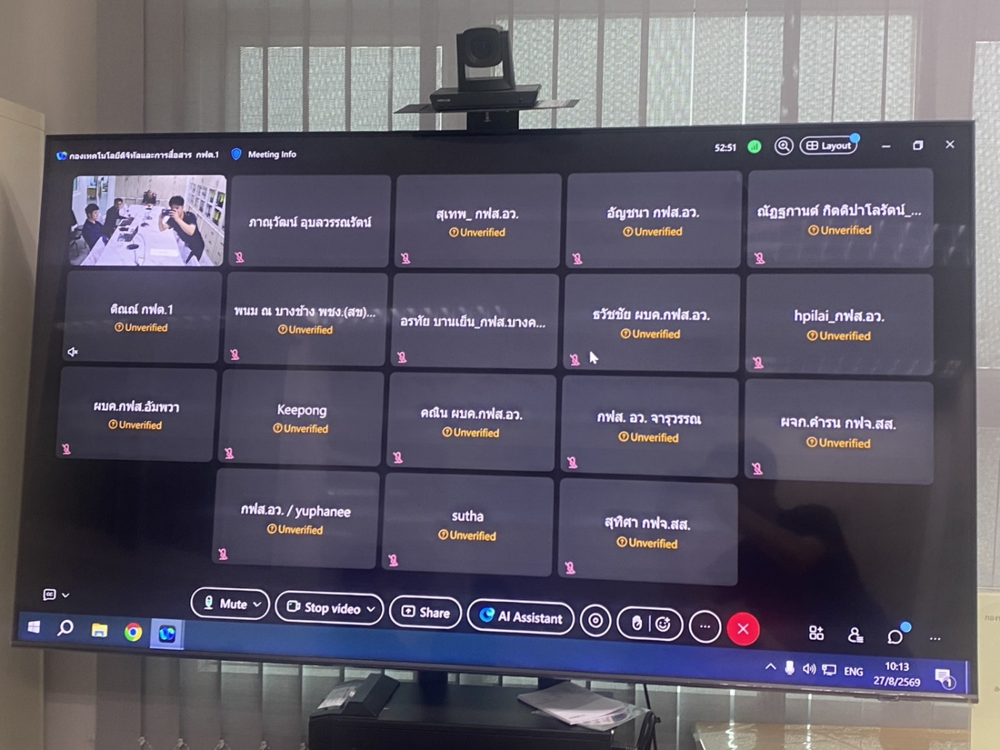 กองเทคโนโลยีดิจิทัลและการสื่อสาร กฟต.1
Meeting Info
52:51
Layout
ภาณุวัฒน์ อุบลวรรณรัตน์
สุเทพ_ กฟส.อว.
Unverified
อัญชนา กฟส.อว.
Unverified
ณัฏฐกานต์ กิตติปาโลรัตน์_...
Unverified
ติณณ์ กฟต.1
Unverified
พนม ณ บางช้าง พชง.(สข)...
Unverified
อรทัย บานเย็น_กฟส.บางค...
ธวัชชัย ผบค.กฟส.อว.
Unverified
hpilai_กฟส.อว.
Unverified
ผบค.กฟส.อัมพวา
Unverified
Keepong
Unverified
คณิน ผบค.กฟส.อว.
Unverified
กฟส. อว. จารุวรรณ
Unverified
ผจก.คำรน กฟจ.สส.
Unverified
กฟส.อว. / yuphanee
Unverified
sutha
Unverified
สุทิศา กฟจ.สส.
Unverified
CC
Mute
Stop video
Share
AI Assistant
ENG
10:13
27/8/2569
1